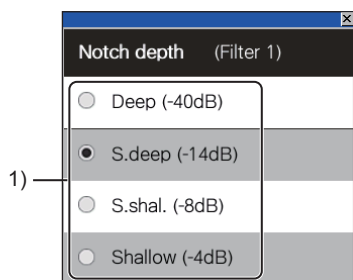 Notch depth (Filter 1)
Deep (-40dB)
1)
S.deep (-14dB)
S.shal. (-8dB)
Shallow (-4dB)